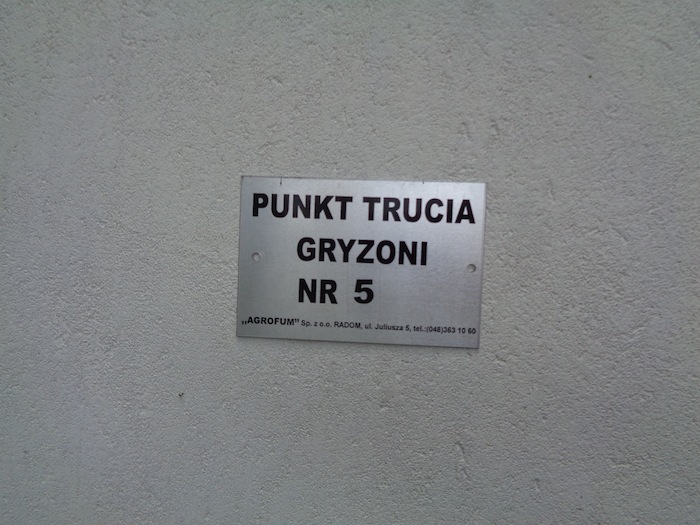 PUNKT TRUCIA
GRYZONI
NR 5
„AGROFUM" Sp. z o.o. RADOM, ul. Juliusza 5, tel.:(048)363 10 60